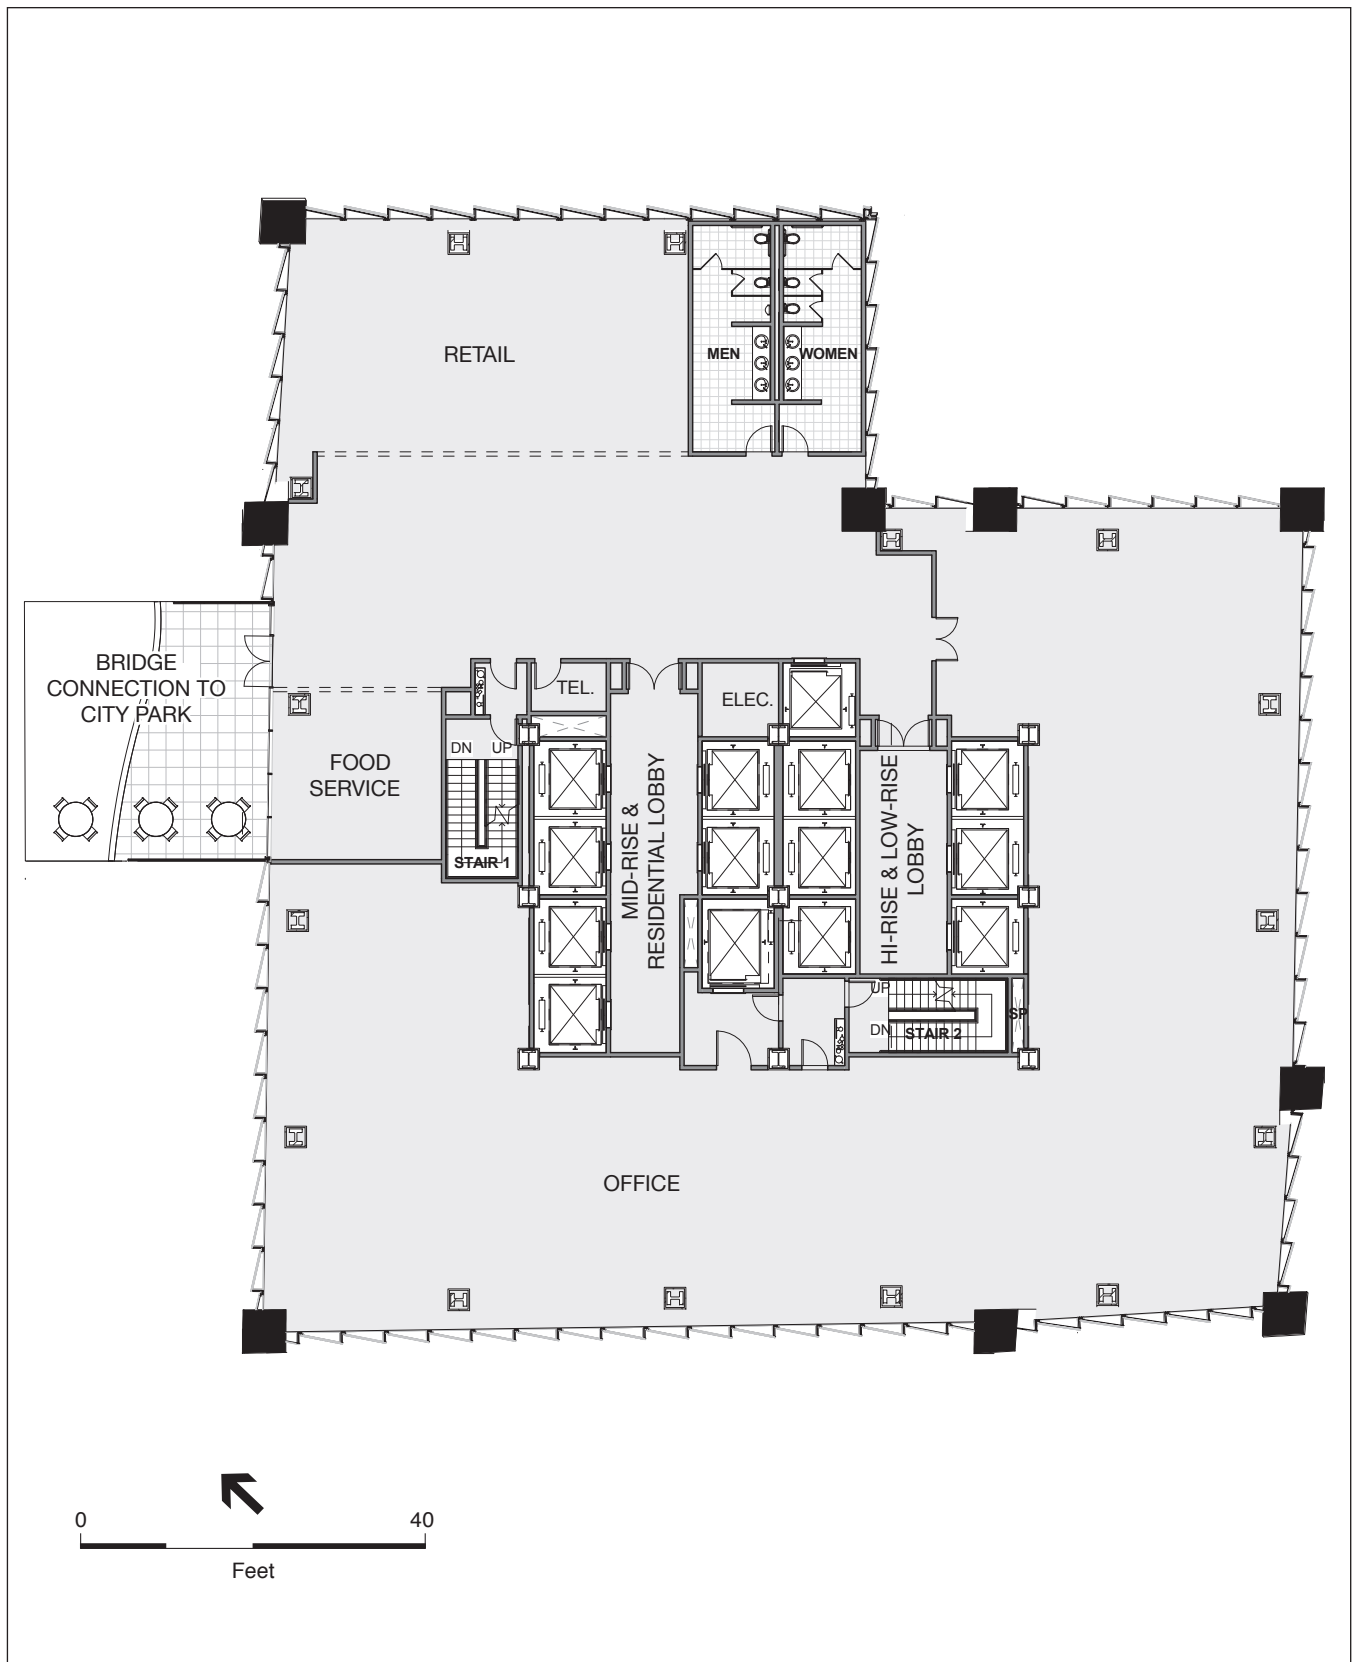 RETAIL
MEN
WOMEN
BRIDGE
CONNECTION TO
CITY PARK
TEL.
ELEC.
FOOD
SERVICE
DN
UP
STAIR 1
MID-RISE &
RESIDENTIAL LOBBY
HI-RISE & LOW-RISE
LOBBY
UP
DN
STAIR 2
SP
OFFICE
0
40
Feet